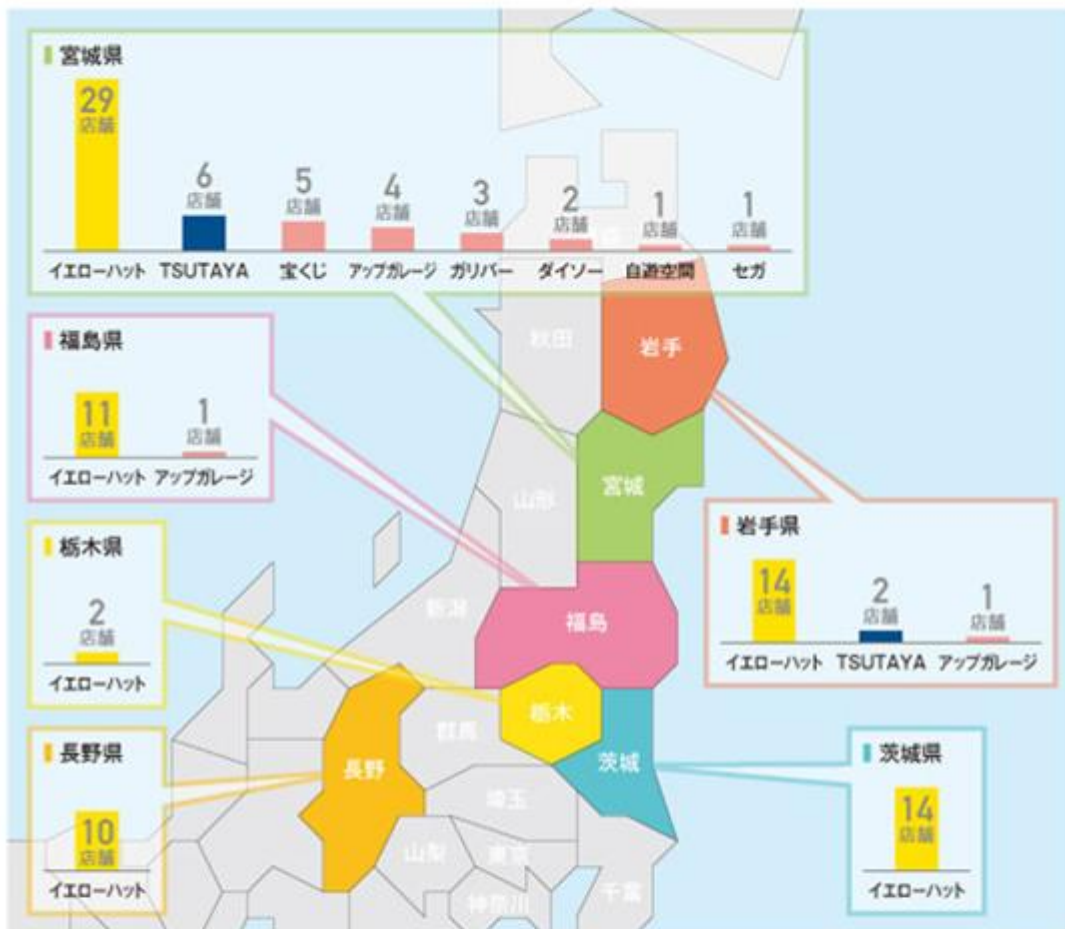 宮城県
29
店舗
イエローハット
6
店舗
TSUTAYA
5
店舗
宝くじ
4
店舗
アップガレージ
3
店舗
ガリバー
2
店舗
ダイソー
1
店舗
自遊空間
1
店舗
セガ
福島県
11
店舗
イエローハット
1
店舗
アップガレージ
栃木県
2
店舗
イエローハット
長野県
10
店舗
イエローハット
秋田
岩手
山形
宮城
新潟
福島
群馬
栃木
長野
茨城
埼玉
山梨
東京
神奈川
千葉
岩手県
14
店舗
イエローハット
2
店舗
TSUTAYA
1
店舗
アップガレージ
茨城県
14
店舗
イエローハット